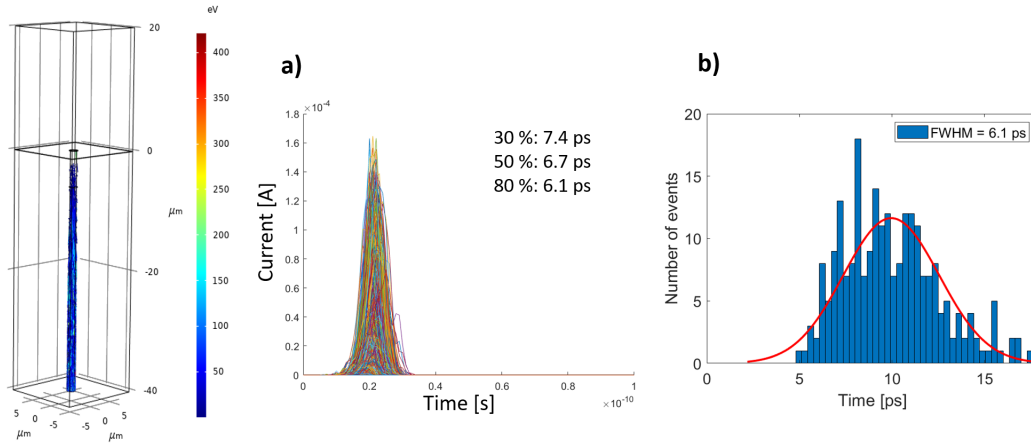 eV
20
0
μm
-20
-40
5
0
-5
μm
-5
0
5
μm
400
350
300
250
200
150
100
50
a)
×10⁻⁴
1.8
1.6
1.4
1.2
1
0.8
0.6
0.4
0.2
0
Current [A]
30 %: 7.4 ps
50 %: 6.7 ps
80 %: 6.1 ps
0 0.2 0.4 0.6 0.8 1
×10⁻¹⁰
Time [s]
b)
20
15
10
5
0
Number of events
FWHM = 6.1 ps
0 5 10 15
Time [ps]